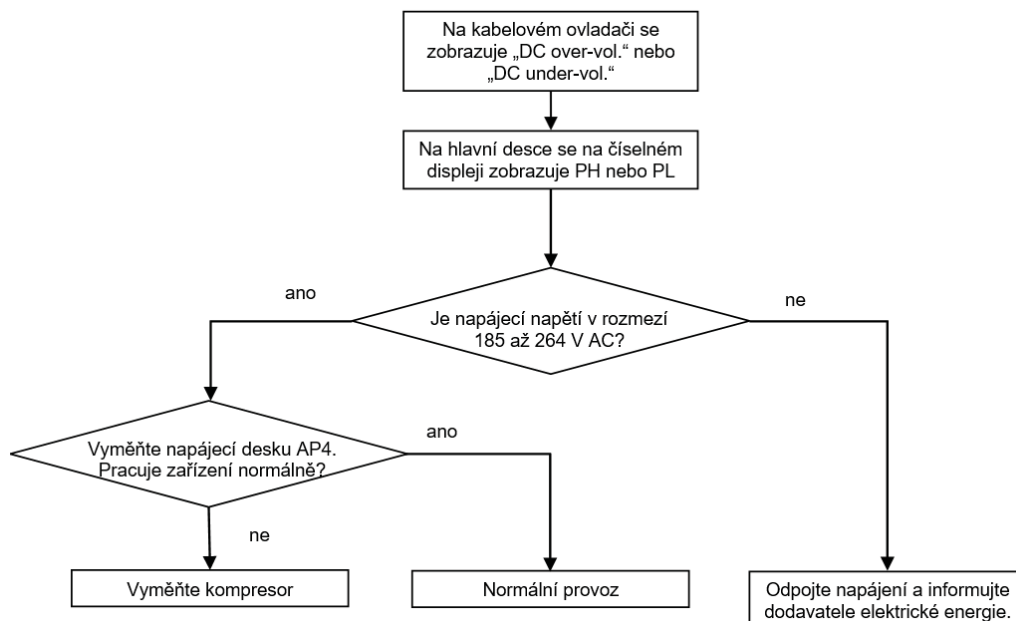 Na kabelovém ovladači se
zobrazuje „DC over-vol.“ nebo
„DC under-vol.“
Na hlavní desce se na číselném
displeji zobrazuje PH nebo PL
ano
ne
Je napájecí napětí v rozmezí
185 až 264 V AC?
Vyměňte napájecí desku AP4.
Pracuje zařízení normálně?
ano
ne
Vyměňte kompresor
Normální provoz
Odpojte napájení a informujte
dodavatele elektrické energie.